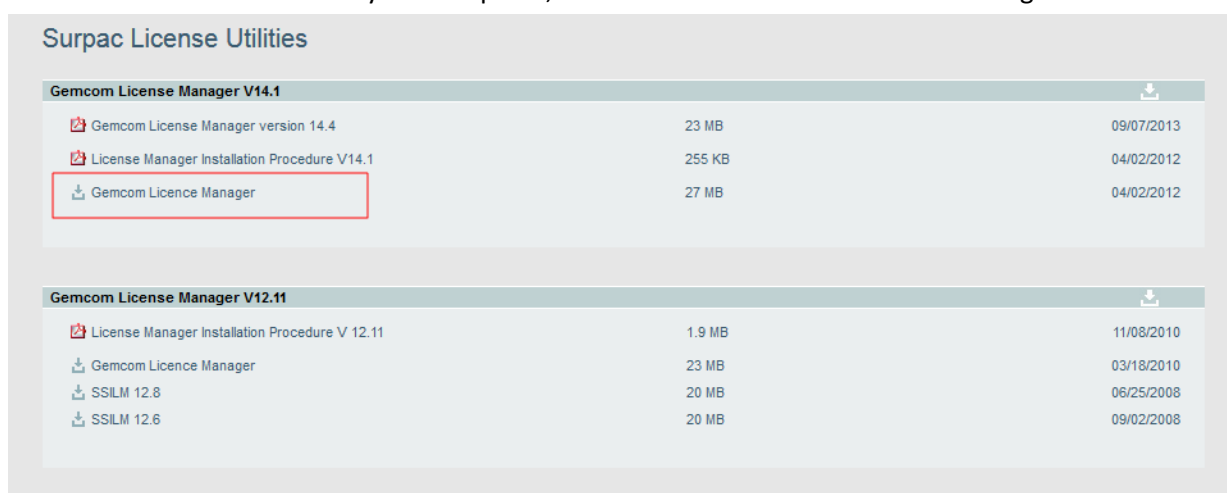 Surpac License Utilities
Gemcom License Manager V14.1
Gemcom License Manager version 14.4 23 MB 09/07/2013
License Manager Installation Procedure V14.1 255 KB 04/02/2012
Gemcom Licence Manager 27 MB 04/02/2012
Gemcom License Manager V12.11
License Manager Installation Procedure V 12.11 1.9 MB 11/08/2010
Gemcom Licence Manager 23 MB 03/18/2010
SSILM 12.8 20 MB 06/25/2008
SSILM 12.6 20 MB 09/02/2008